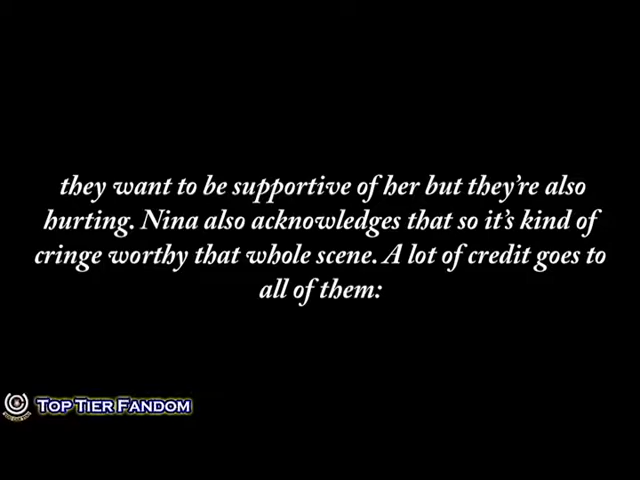 they want to be supportive of her but they're also
hurting. Nina also acknowledges that so it's kind of
cringe worthy that whole scene. A lot of credit goes to
all of them:
Top Tier Fandom